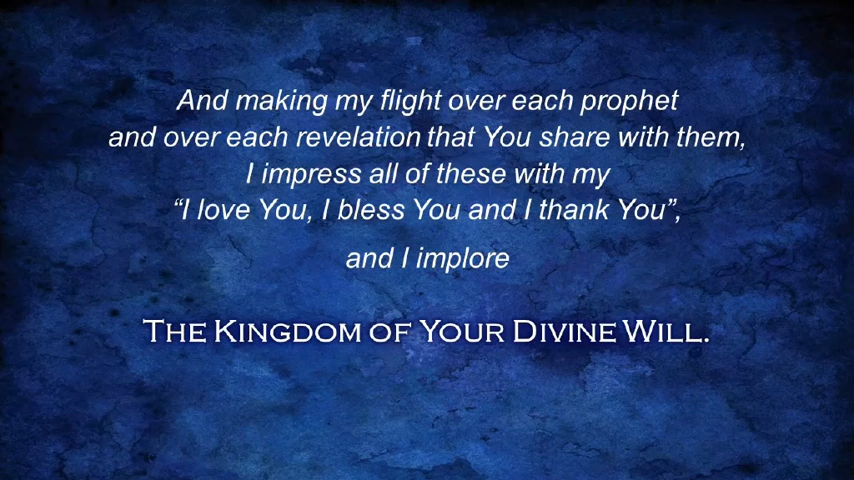 And making my flight over each prophet
and over each revelation that You share with them,
I impress all of these with my
“I love You, I bless You and I thank You”,
and I implore
The Kingdom of Your Divine Will.